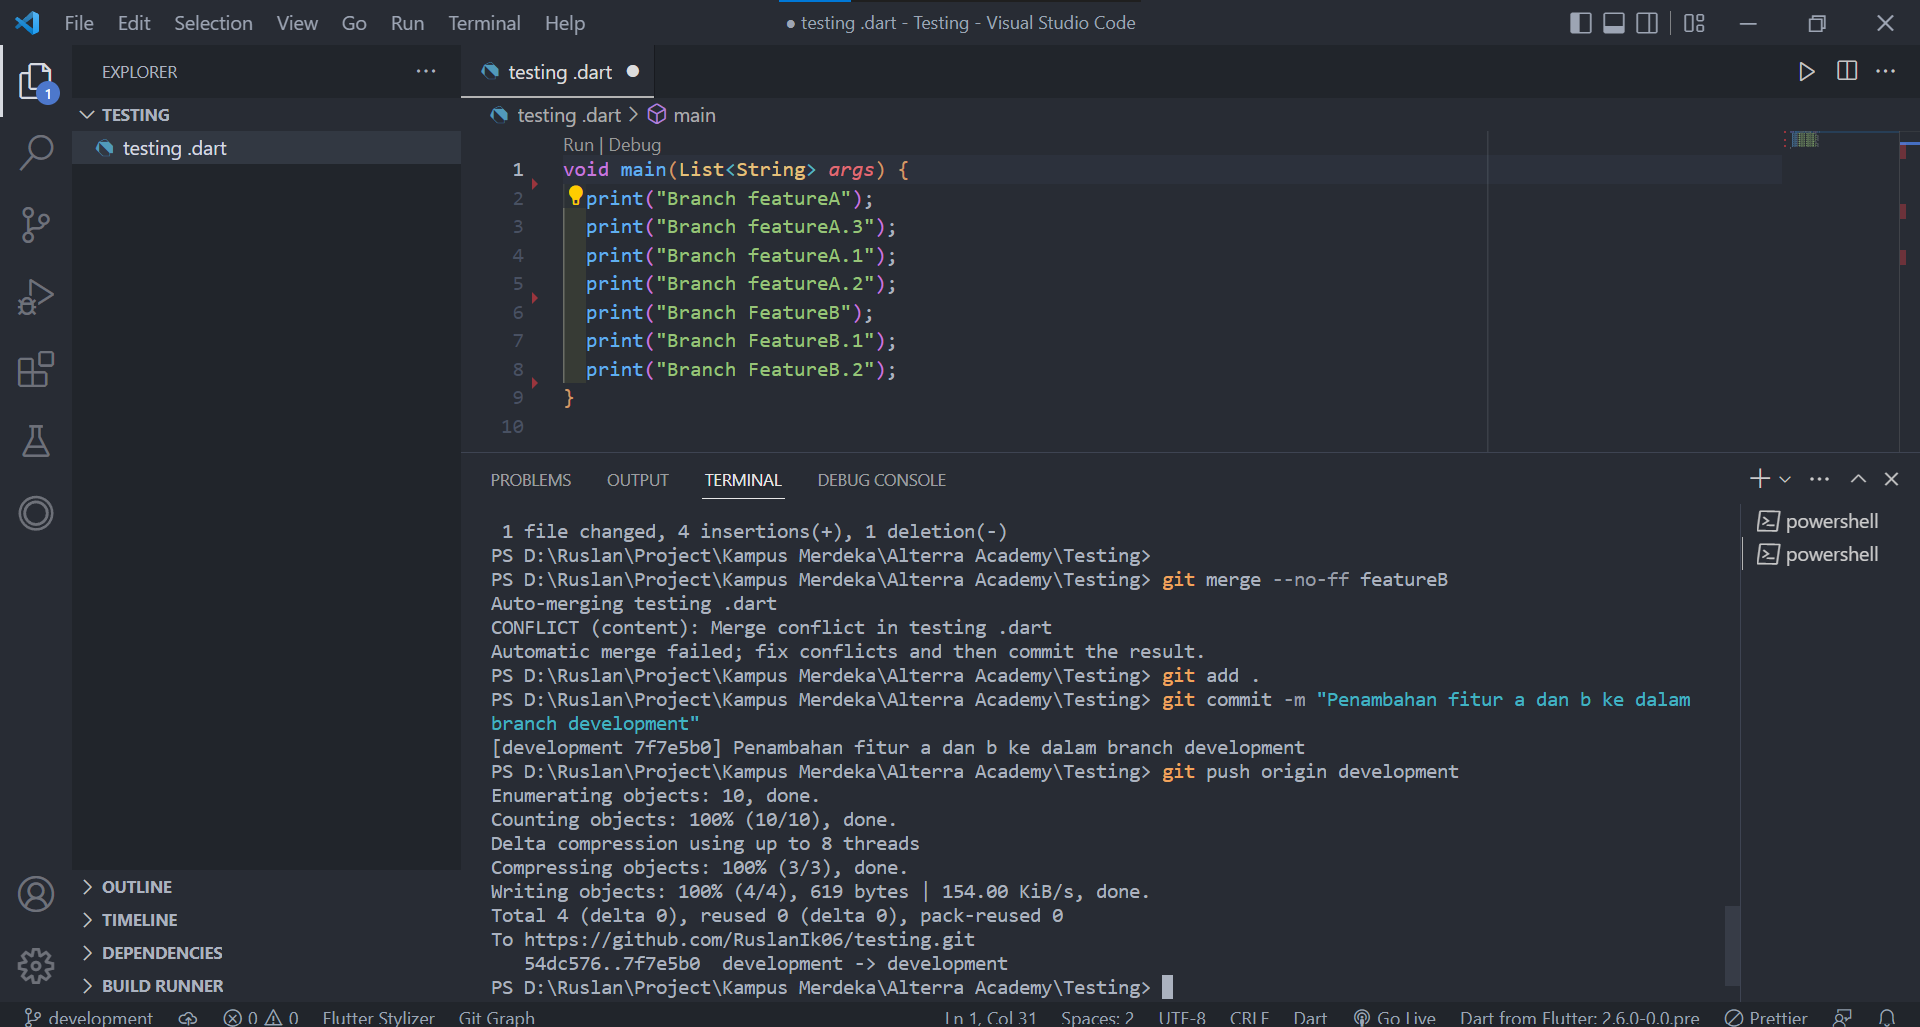 File Edit Selection View Go Run Terminal Help
● testing .dart - Testing - Visual Studio Code
EXPLORER
1
TESTING
testing .dart
testing .dart
testing .dart > main
Run | Debug
1 void main(List<String> args) {
2 print("Branch featureA");
3 print("Branch featureA.3");
4 print("Branch featureA.1");
5 print("Branch featureA.2");
6 print("Branch FeatureB");
7 print("Branch FeatureB.1");
8 print("Branch FeatureB.2");
9 }
10
PROBLEMS OUTPUT TERMINAL DEBUG CONSOLE
powershell
powershell
1 file changed, 4 insertions(+), 1 deletion(-)
PS D:\Ruslan\Project\Kampus Merdeka\Alterra Academy\Testing>
PS D:\Ruslan\Project\Kampus Merdeka\Alterra Academy\Testing> git merge --no-ff featureB
Auto-merging testing .dart
CONFLICT (content): Merge conflict in testing .dart
Automatic merge failed; fix conflicts and then commit the result.
PS D:\Ruslan\Project\Kampus Merdeka\Alterra Academy\Testing> git add .
PS D:\Ruslan\Project\Kampus Merdeka\Alterra Academy\Testing> git commit -m "Penambahan fitur a dan b ke dalam
branch development"
[development 7f7e5b0] Penambahan fitur a dan b ke dalam branch development
PS D:\Ruslan\Project\Kampus Merdeka\Alterra Academy\Testing> git push origin development
Enumerating objects: 10, done.
Counting objects: 100% (10/10), done.
Delta compression using up to 8 threads
Compressing objects: 100% (3/3), done.
Writing objects: 100% (4/4), 619 bytes | 154.00 KiB/s, done.
Total 4 (delta 0), reused 0 (delta 0), pack-reused 0
To https://github.com/RuslanIk06/testing.git
54dc576..7f7e5b0 development -> development
PS D:\Ruslan\Project\Kampus Merdeka\Alterra Academy\Testing>
OUTLINE
TIMELINE
DEPENDENCIES
BUILD RUNNER
development 0 0 Flutter Stylizer Git Graph Ln 1, Col 31 Spaces: 2 UTF-8 CRLF Dart Go Live Dart from Flutter: 2.6.0-0.0.pre Prettier